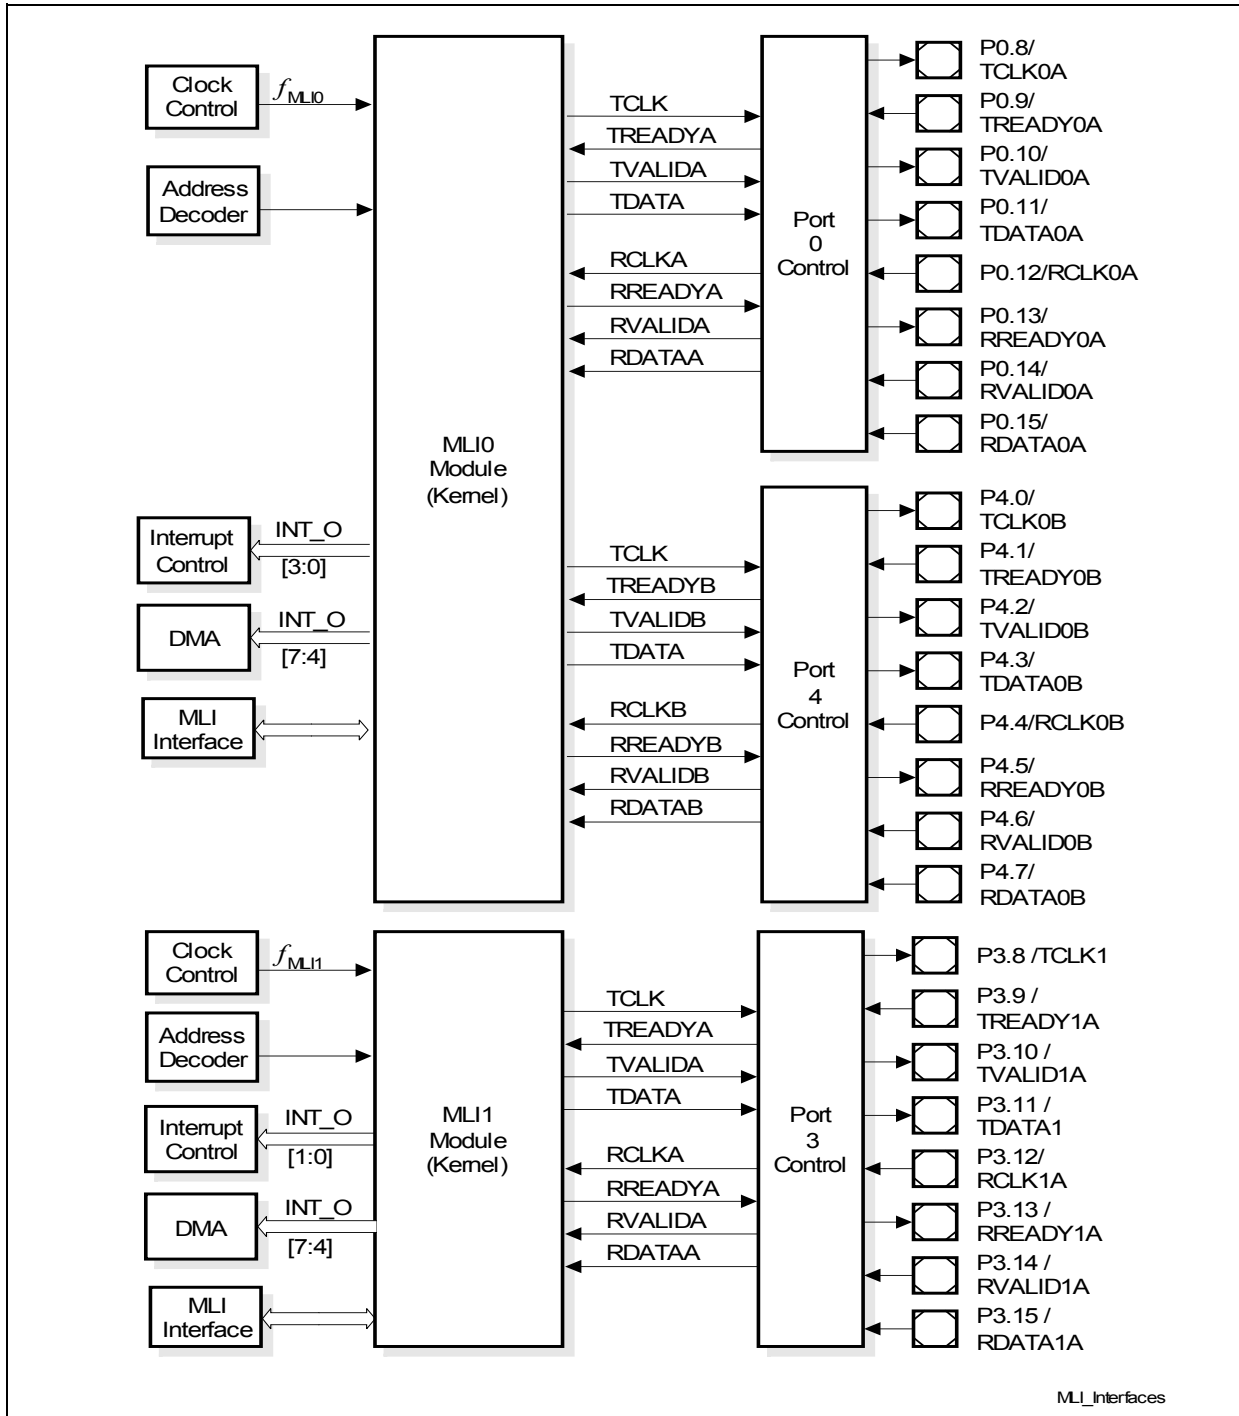 Clock
Control
f MLI0
Address
Decoder
MLI0
Module
(Kernel)
Interrupt
Control
INT_O
[3:0]
DMA
INT_O
[7:4]
MLI
Interface
TCLK
TREADYA
TVALIDA
TDATA
RCLKA
RREADYA
RVALIDA
RDATAA
Port
0
Control
P0.8/
TCLK0A
P0.9/
TREADY0A
P0.10/
TVALID0A
P0.11/
TDATA0A
P0.12/RCLK0A
P0.13/
RREADY0A
P0.14/
RVALID0A
P0.15/
RDATA0A
TCLK
TREADYB
TVALIDB
TDATA
RCLKB
RREADYB
RVALIDB
RDATAB
Port
4
Control
P4.0/
TCLK0B
P4.1/
TREADY0B
P4.2/
TVALID0B
P4.3/
TDATA0B
P4.4/RCLK0B
P4.5/
RREADY0B
P4.6/
RVALID0B
P4.7/
RDATA0B
Clock
Control
f MLI1
Address
Decoder
Interrupt
Control
INT_O
[1:0]
DMA
INT_O
[7:4]
MLI
Interface
MLI1
Module
(Kernel)
TCLK
TREADYA
TVALIDA
TDATA
RCLKA
RREADYA
RVALIDA
RDATAA
Port
3
Control
P3.8 /TCLK1
P3.9 /
TREADY1A
P3.10 /
TVALID1A
P3.11 /
TDATA1
P3.12/
RCLK1A
P3.13 /
RREADY1A
P3.14 /
RVALID1A
P3.15 /
RDATA1A
MLI_Interfaces